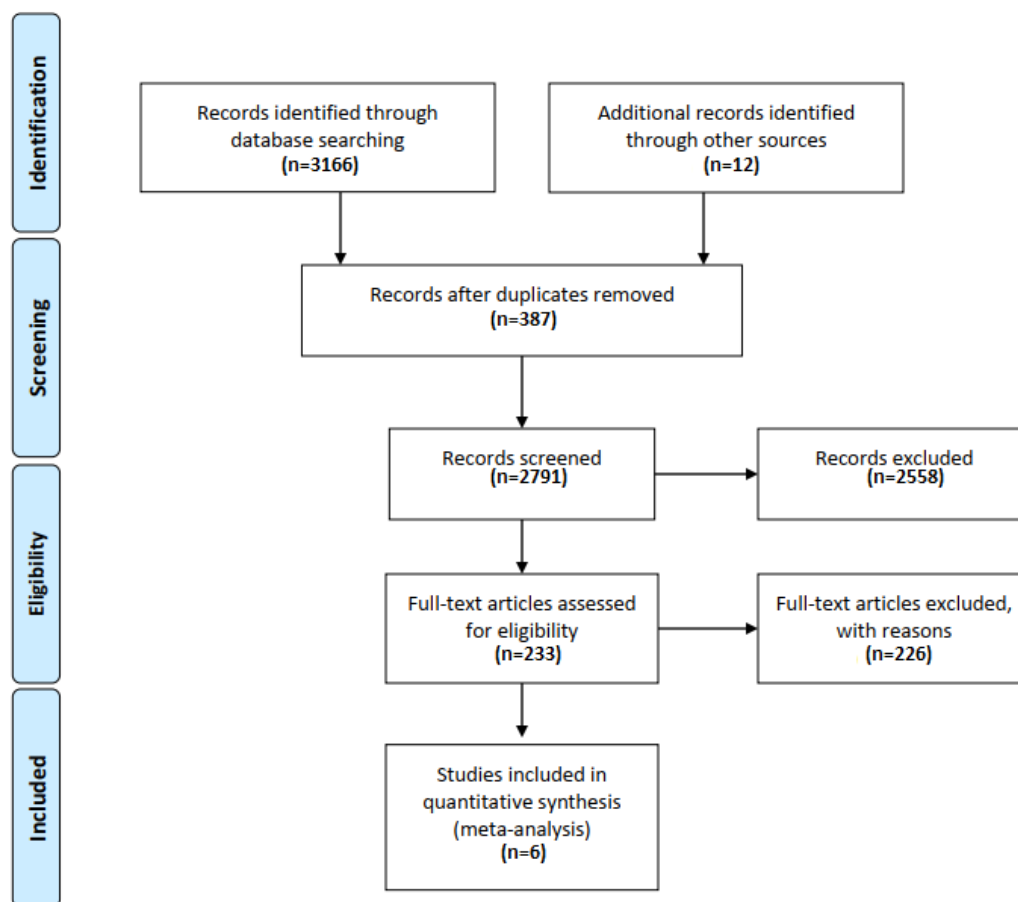 Identification
Records identified through
database searching
(n=3166)
Additional records identified
through other sources
(n=12)
Screening
Records after duplicates removed
(n=387)
Records screened
(n=2791)
Records excluded
(n=2558)
Eligibility
Full-text articles assessed
for eligibility
(n=233)
Full-text articles excluded,
with reasons
(n=226)
Included
Studies included in
quantitative synthesis
(meta-analysis)
(n=6)